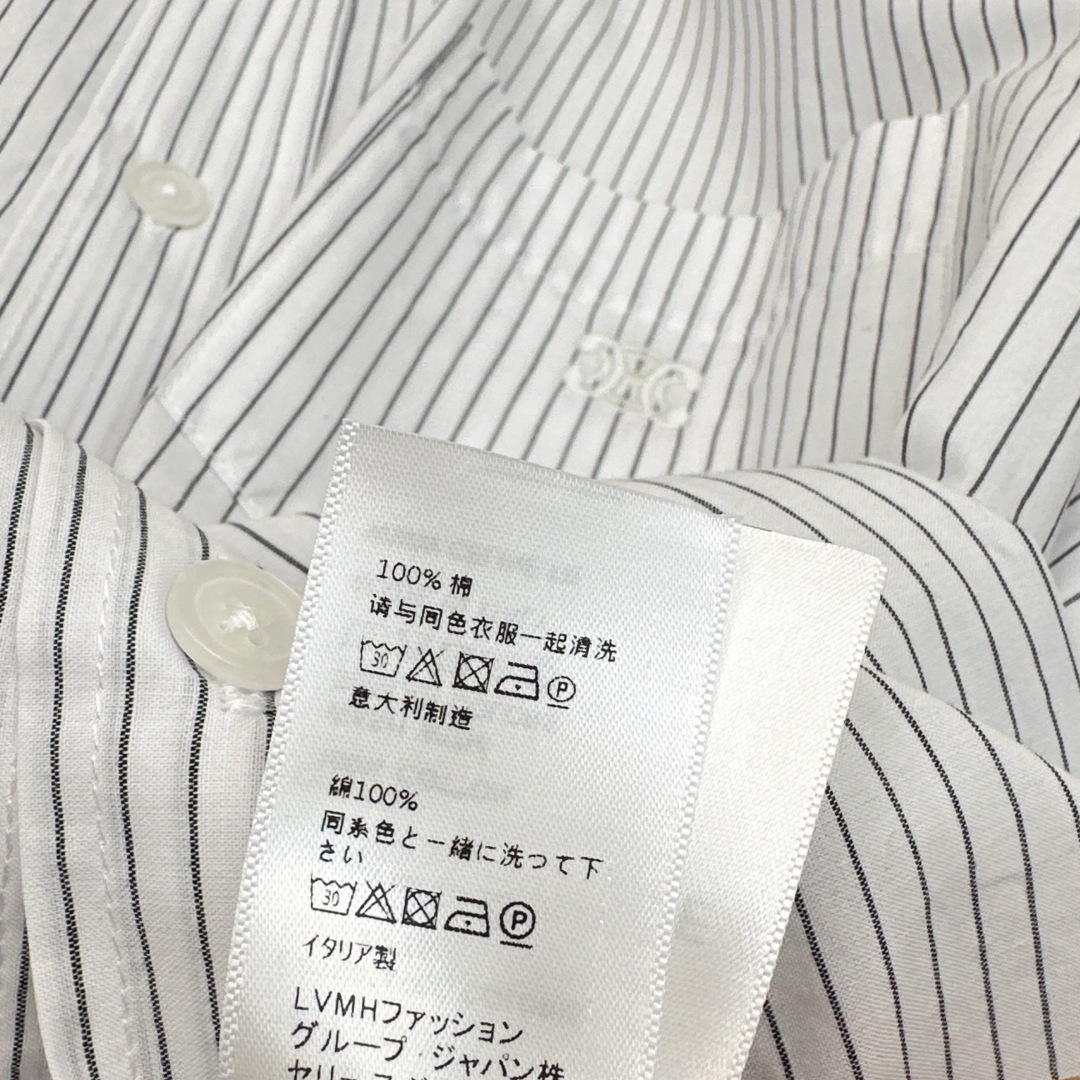 100% 棉
请与同色衣服一起清洗
30
P
意大利制造
綿100%
同系色と一緒に洗つて下
さい
30
P
イタリア製
LVMHファッション
グループ・ジャパン株